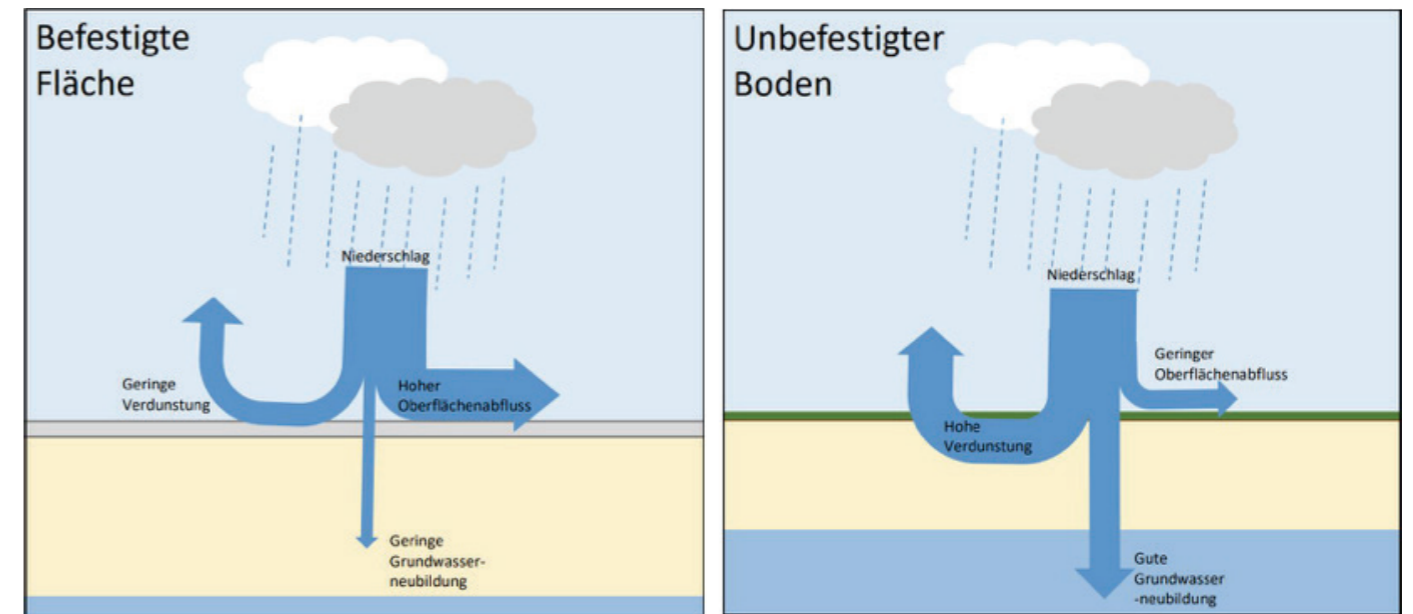 Befestigte
Fläche
Niederschlag
Geringe
Verdunstung
Hoher
Oberflächenabfluss
Geringe
Grundwasser-
neubildung
Unbefestigter
Boden
Niederschlag
Geringer
Oberflächenabfluss
Hohe
Verdunstung
Gute
Grundwasser
-neubildung